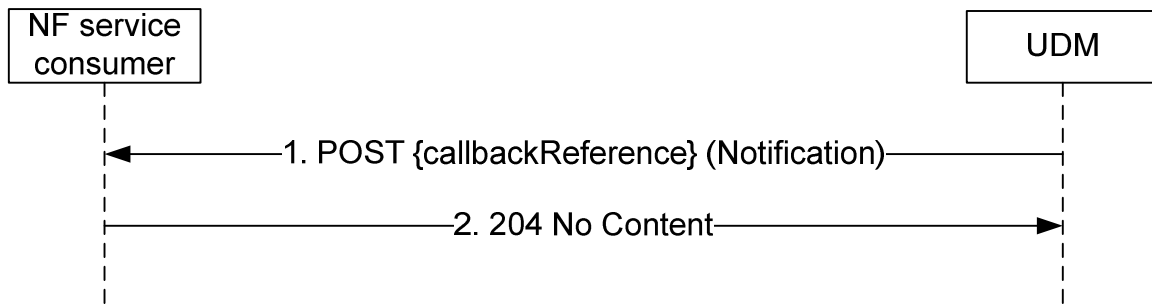 NF service
consumer
UDM
1. POST {callbackReference} (Notification)
2. 204 No Content